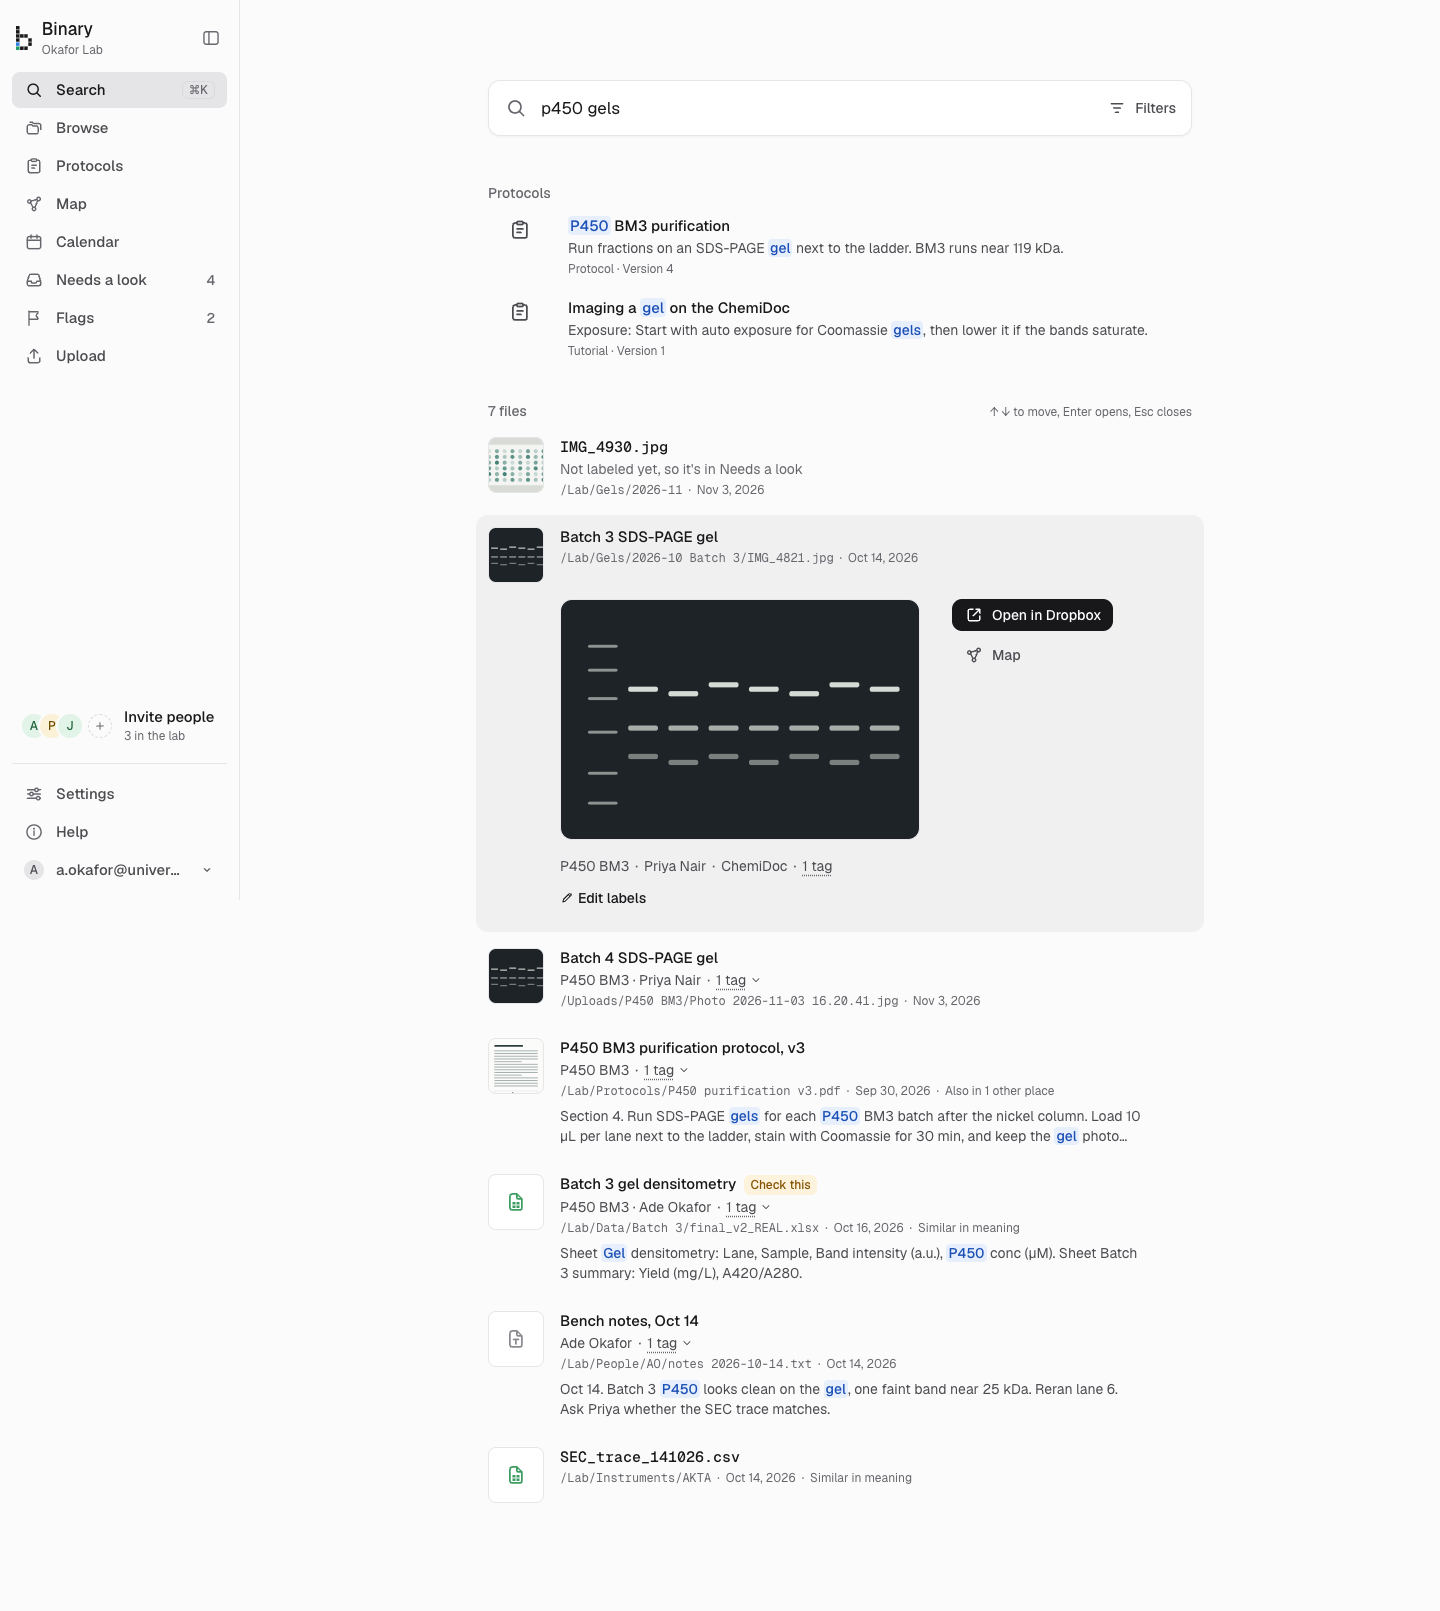 Binary
Okafor Lab
Search ⌘K
Browse
Protocols
Map
Calendar
Needs a look 4
Flags 2
Upload
A P J +
Invite people
3 in the lab
Settings
Help
A a.okafor@univer...
p450 gels
Filters
Protocols
P450 BM3 purification
Run fractions on an SDS-PAGE gel next to the ladder. BM3 runs near 119 kDa.
Protocol · Version 4
Imaging a gel on the ChemiDoc
Exposure: Start with auto exposure for Coomassie gels, then lower it if the bands saturate.
Tutorial · Version 1
7 files
↑ ↓ to move, Enter opens, Esc closes
IMG_4930.jpg
Not labeled yet, so it's in Needs a look
/Lab/Gels/2026-11 · Nov 3, 2026
Batch 3 SDS-PAGE gel
/Lab/Gels/2026-10 Batch 3/IMG_4821.jpg · Oct 14, 2026
Open in Dropbox
Map
P450 BM3 · Priya Nair · ChemiDoc · 1 tag
Edit labels
Batch 4 SDS-PAGE gel
P450 BM3 · Priya Nair · 1 tag
/Uploads/P450 BM3/Photo 2026-11-03 16.20.41.jpg · Nov 3, 2026
P450 BM3 purification protocol, v3
P450 BM3 · 1 tag
/Lab/Protocols/P450 purification v3.pdf · Sep 30, 2026 · Also in 1 other place
Section 4. Run SDS-PAGE gels for each P450 BM3 batch after the nickel column. Load 10
µL per lane next to the ladder, stain with Coomassie for 30 min, and keep the gel photo...
Batch 3 gel densitometry Check this
P450 BM3 · Ade Okafor · 1 tag
/Lab/Data/Batch 3/final_v2_REAL.xlsx · Oct 16, 2026 · Similar in meaning
Sheet Gel densitometry: Lane, Sample, Band intensity (a.u.), P450 conc (µM). Sheet Batch
3 summary: Yield (mg/L), A420/A280.
Bench notes, Oct 14
Ade Okafor · 1 tag
/Lab/People/AO/notes 2026-10-14.txt · Oct 14, 2026
Oct 14. Batch 3 P450 looks clean on the gel, one faint band near 25 kDa. Reran lane 6.
Ask Priya whether the SEC trace matches.
SEC_trace_141026.csv
/Lab/Instruments/AKTA · Oct 14, 2026 · Similar in meaning